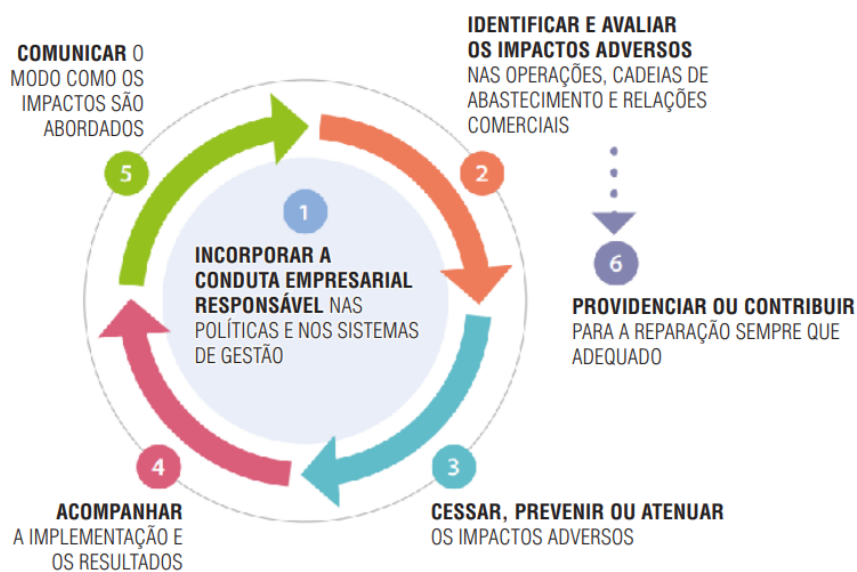 1
INCORPORAR A
CONDUTA EMPRESARIAL
RESPONSÁVEL NAS
POLÍTICAS E NOS SISTEMAS
DE GESTÃO
IDENTIFICAR E AVALIAR
OS IMPACTOS ADVERSOS
NAS OPERAÇÕES, CADEIAS DE
ABASTECIMENTO E RELAÇÕES
COMERCIAIS
2
3
CESSAR, PREVENIR OU ATENUAR
OS IMPACTOS ADVERSOS
4
ACOMPANHAR
A IMPLEMENTAÇÃO E
OS RESULTADOS
COMUNICAR O
MODO COMO OS
IMPACTOS SÃO
ABORDADOS
5
6
PROVIDENCIAR OU CONTRIBUIR
PARA A REPARAÇÃO SEMPRE QUE
ADEQUADO